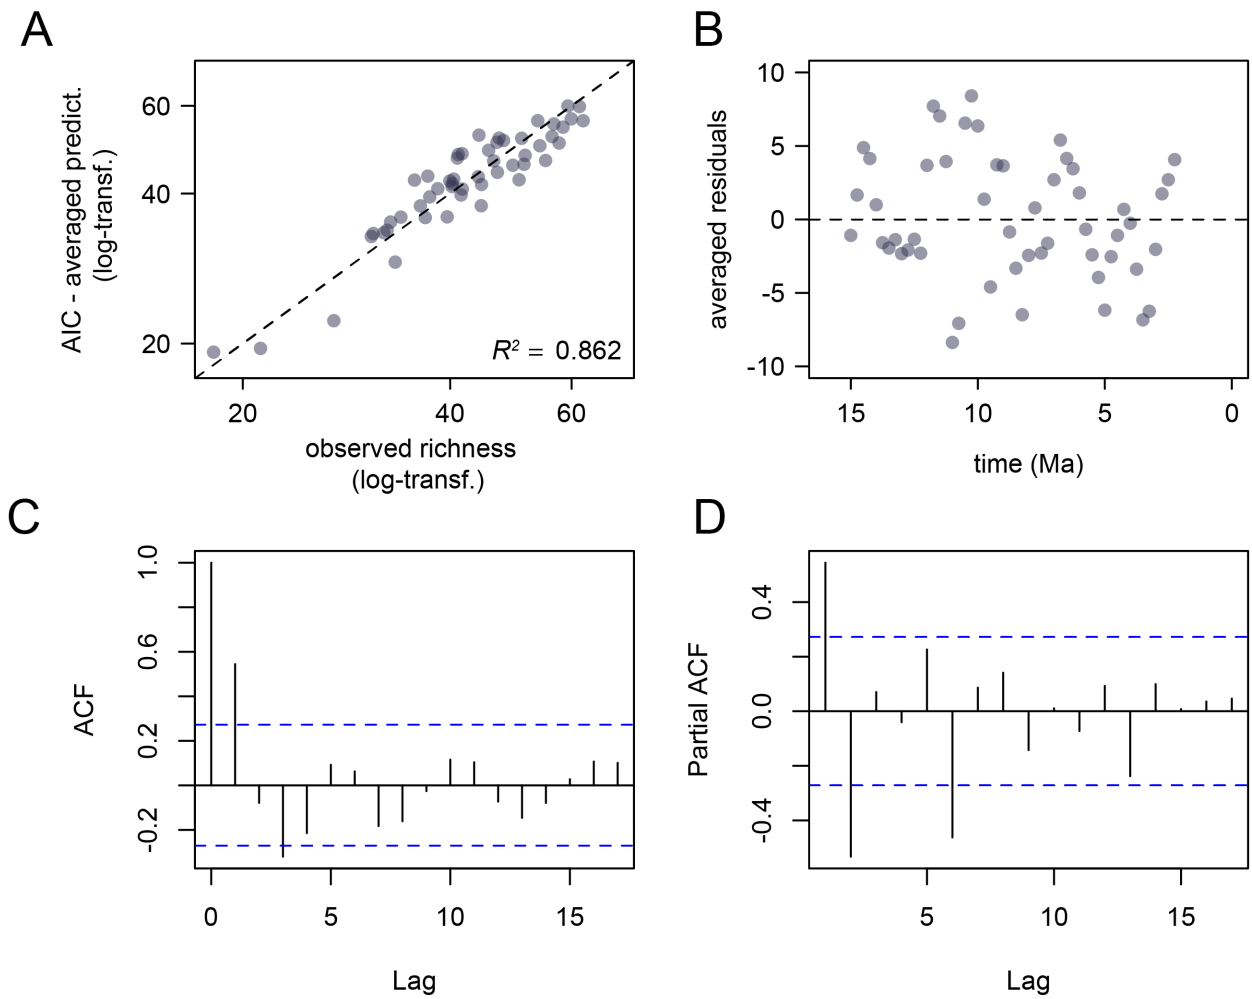 A
AIC - averaged predict.
(log-transf.)
60
40
20
R² = 0.862
20 40 60
observed richness
(log-transf.)
B
averaged residuals
10
5
0
-5
-10
15 10 5 0
time (Ma)
C
ACF
1.0
0.6
0.2
-0.2
0 5 10 15
Lag
D
Partial ACF
0.4
0.0
-0.4
5 10 15
Lag